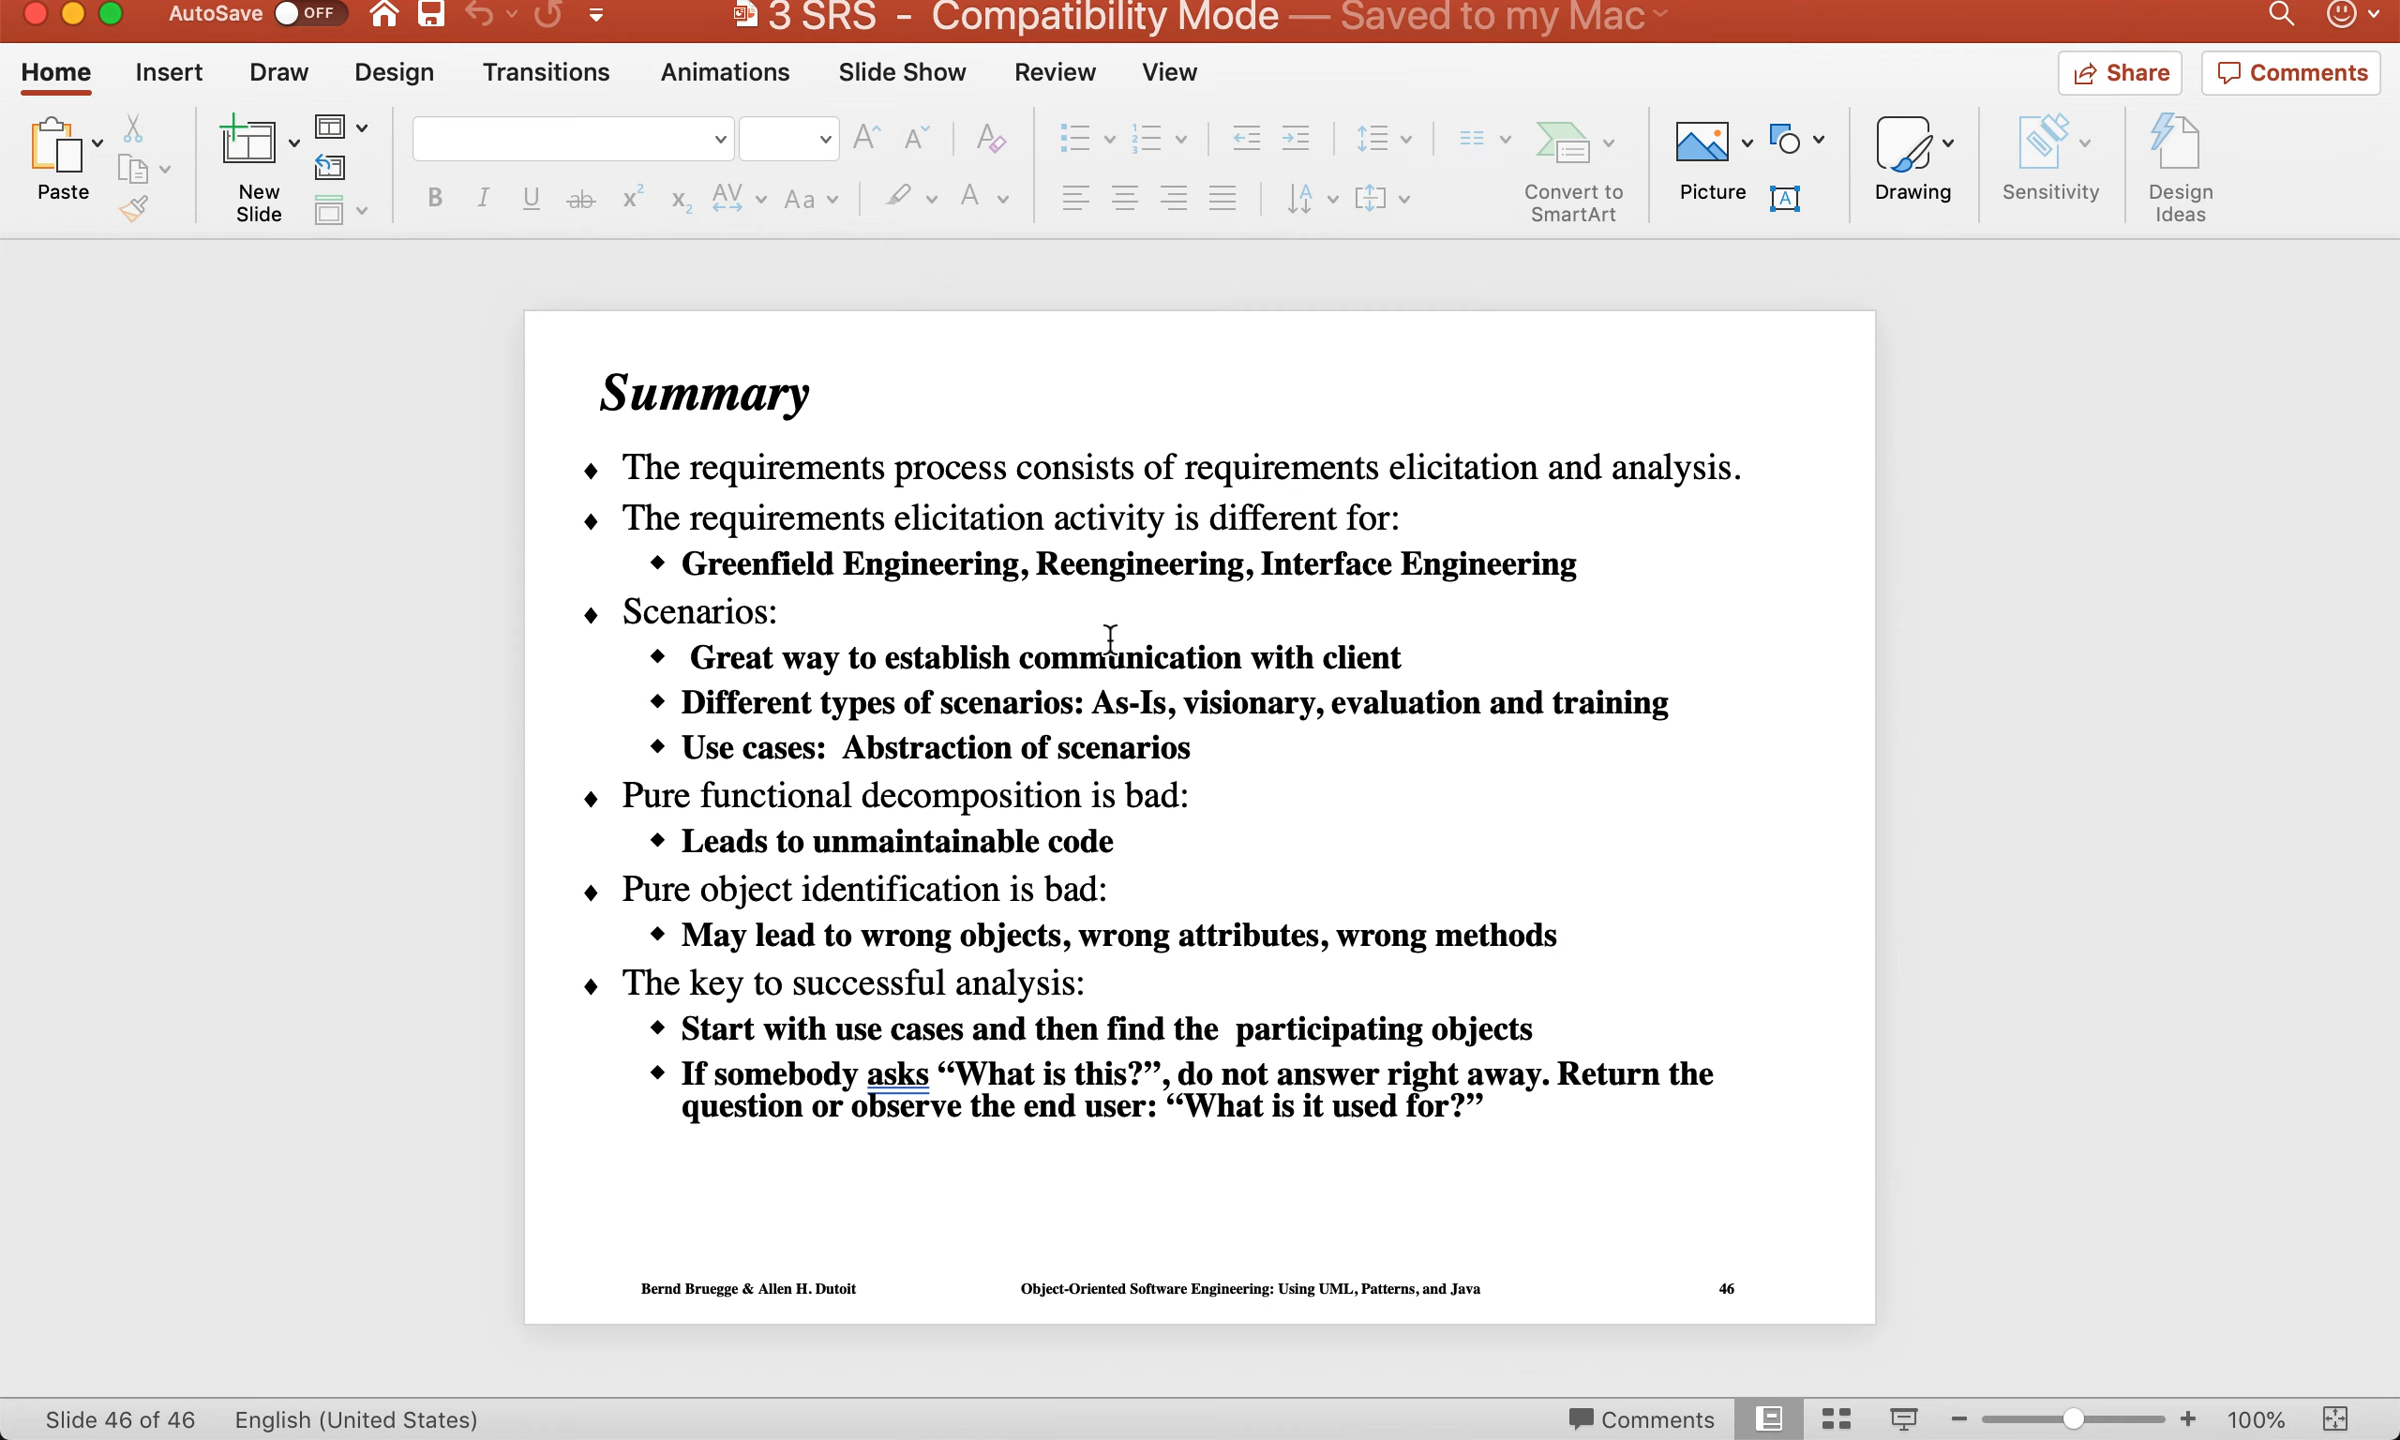 AutoSave OFF 3 SRS - Compatibility Mode — Saved to my Mac
Home Insert Draw Design Transitions Animations Slide Show Review View Share Comments
Paste New Slide Convert to SmartArt Picture Drawing Sensitivity Design Ideas
Summary
The requirements process consists of requirements elicitation and analysis.
The requirements elicitation activity is different for:
Greenfield Engineering, Reengineering, Interface Engineering
Scenarios:
Great way to establish communication with client
Different types of scenarios: As-Is, visionary, evaluation and training
Use cases: Abstraction of scenarios
Pure functional decomposition is bad:
Leads to unmaintainable code
Pure object identification is bad:
May lead to wrong objects, wrong attributes, wrong methods
The key to successful analysis:
Start with use cases and then find the participating objects
If somebody asks “What is this?”, do not answer right away. Return the
question or observe the end user: “What is it used for?”
Bernd Bruegge & Allen H. Dutoit Object-Oriented Software Engineering: Using UML, Patterns, and Java 46
Slide 46 of 46 English (United States) Comments 100%